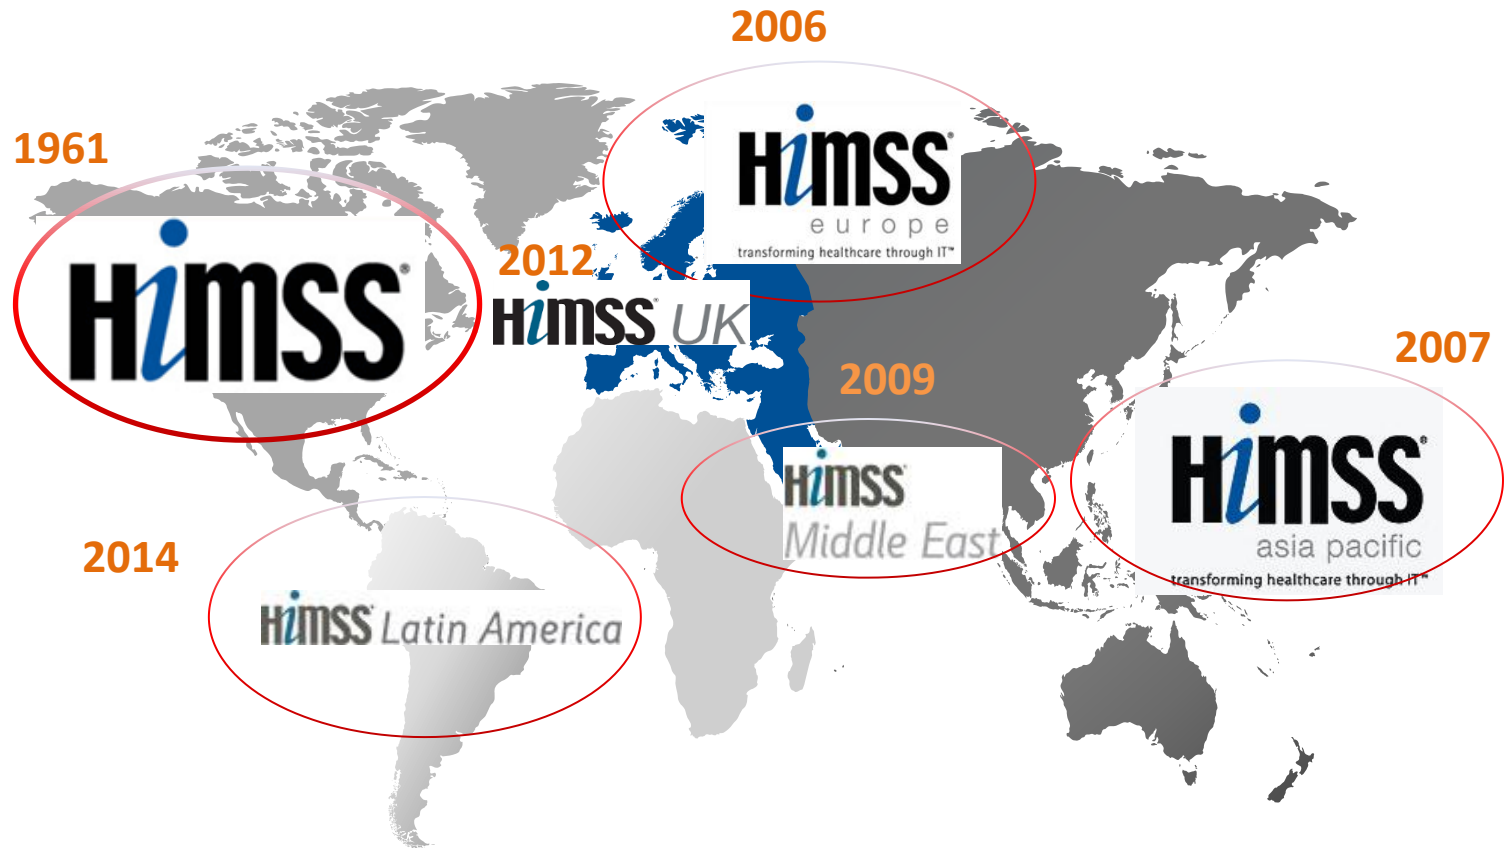 2006
HiMSS®
europe
transforming healthcare through IT™
1961
HiMSS®
2012
HiMSS® UK
2007
HiMSS®
asia pacific
transforming healthcare through IT™
2009
HiMSS
Middle East
2014
HiMSS Latin America